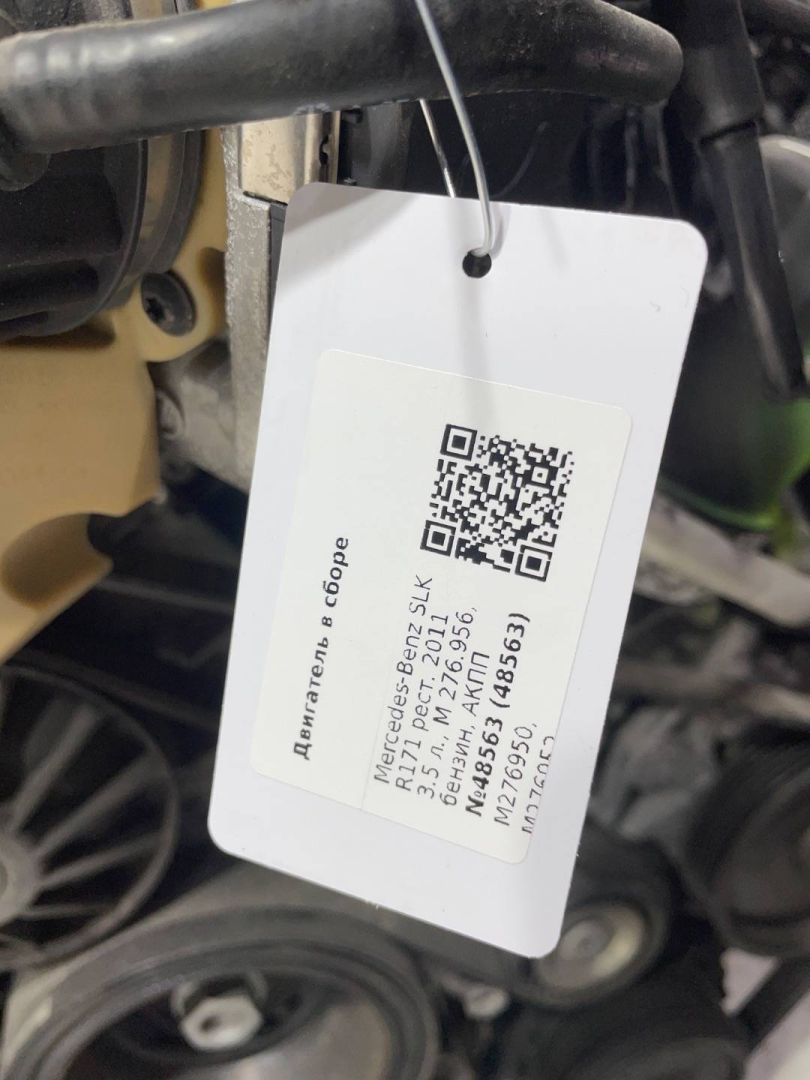 Двигатель в сборе
Mercedes-Benz SLK
R171 рест. 2011
3.5 л., М 276.956,
бензин, АКПП
№48563 (48563)
M276950,